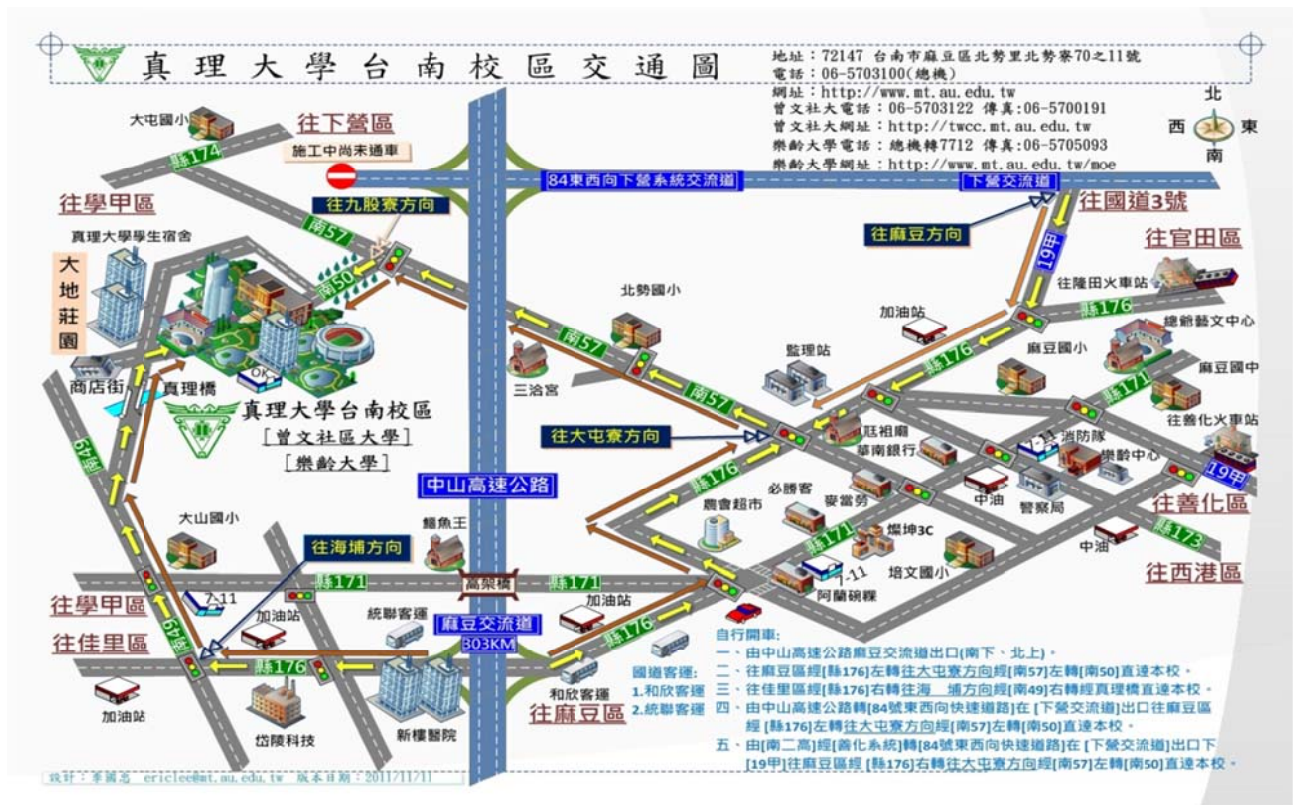 真理大學台南校區交通圖
地址：72147 台南市麻豆區北勢里北勢寮70之11號
電話：06-5703100(總機)
網址：http://www.mt.au.edu.tw
曾文社大電話：06-5703122 傳真:06-5700191
曾文社大網址：http://twcc.mt.au.edu.tw
樂齡大學電話：總機轉7712 傳真:06-5705093
樂齡大學網址：http://www.mt.au.edu.tw/moe
北
西 東
南
大屯國小
往下營區
縣174
施工中尚未通車
84東西向下營系統交流道
下營交流道
往學甲區
往九股寮方向
往國道3號
南57
往麻豆方向
19甲
往官田區
真理大學學生宿舍
大地莊園
南50
往隆田火車站
縣176
北勢國小
加油站
總爺藝文中心
南57
監理站
縣176
麻豆國小
麻豆國中
縣171
三洽宮
南57
OK
商店街
真理橋
真理大學台南校區
[曾文社區大學]
[樂齡大學]
往大屯寮方向
尪祖廟
華南銀行
7-11
消防隊
樂齡中心
往善化火車站
19甲
往善化區
南49
縣176
中山高速公路
必勝客
麥當勞
中油
警察局
農會超市
縣171
燦坤3C
中油
縣173
大山國小
往海埔方向
鱷魚王
培文國小
7-11
阿蘭碗粿
往西港區
縣171
高架橋
縣171
往學甲區
7-11
加油站
統聯客運
加油站
麻豆交流道
303KM
縣176
往佳里區
南49
縣176
加油站
岱陵科技
新樓醫院
和欣客運
往麻豆區
國道客運:
1.和欣客運
2.統聯客運
自行開車:
一、由中山高速公路麻豆交流道出口(南下、北上)。
二、往麻豆區經[縣176]左轉往大屯寮方向經[南57]左轉[南50]直達本校。
三、往佳里區經[縣176]右轉往海 埔方向經[南49]右轉經真理橋直達本校。
四、由中山高速公路轉[84號東西向快速道路]在 [下營交流道]出口往麻豆區
經 [縣176]左轉往大屯寮方向經[南57]左轉[南50]直達本校。
五、由[南二高]經[善化系統]轉[84號東西向快速道路]在 [下營交流道]出口下
[19甲]往麻豆區經 [縣176]右轉往大屯寮方向經[南57]左轉[南50]直達本校。
設計：李國忠 ericlee@mt.au.edu.tw 版本日期：2011/11/11